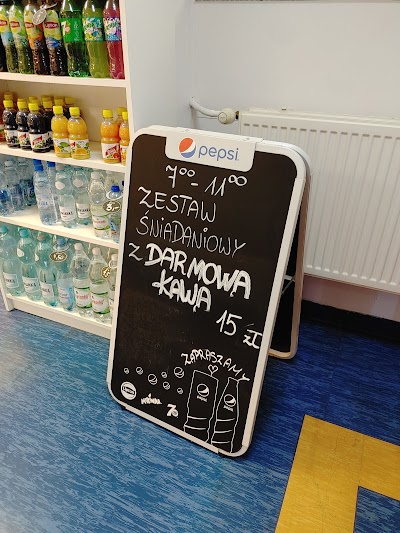 pepsi
7⁰⁰ - 11⁰⁰
ZESTAW
ŚNIADANIOWY
Z DARMOWĄ
KAWĄ
15 zł
ZAPRASZAMY